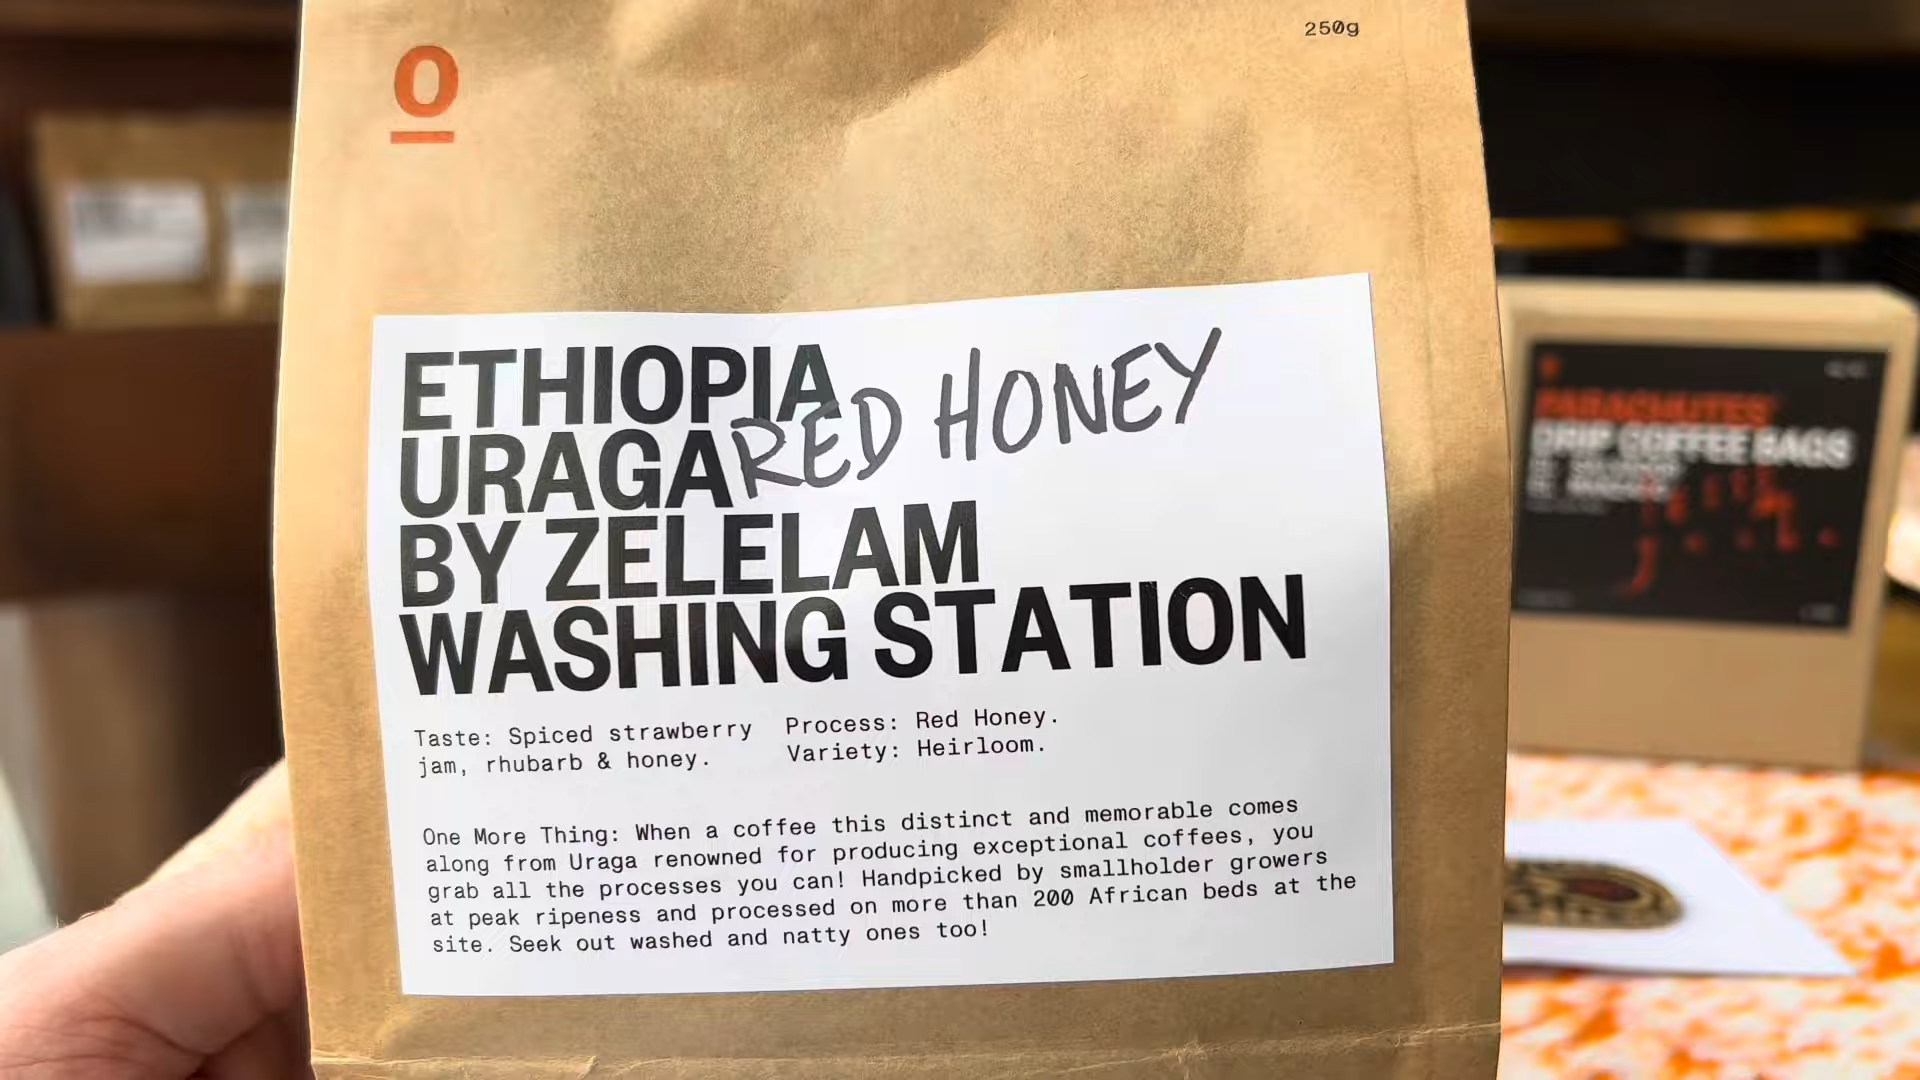 O
250g
ETHIOPIA
URAGA RED HONEY
BY ZELELAM
WASHING STATION
Taste: Spiced strawberry
jam, rhubarb & honey.
Process: Red Honey.
Variety: Heirloom.
One More Thing: When a coffee this distinct and memorable comes
along from Uraga renowned for producing exceptional coffees, you
grab all the processes you can! Handpicked by smallholder growers
at peak ripeness and processed on more than 200 African beds at the
site. Seek out washed and natty ones too!
PARACHUTES
DRIP COFFEE BAGS